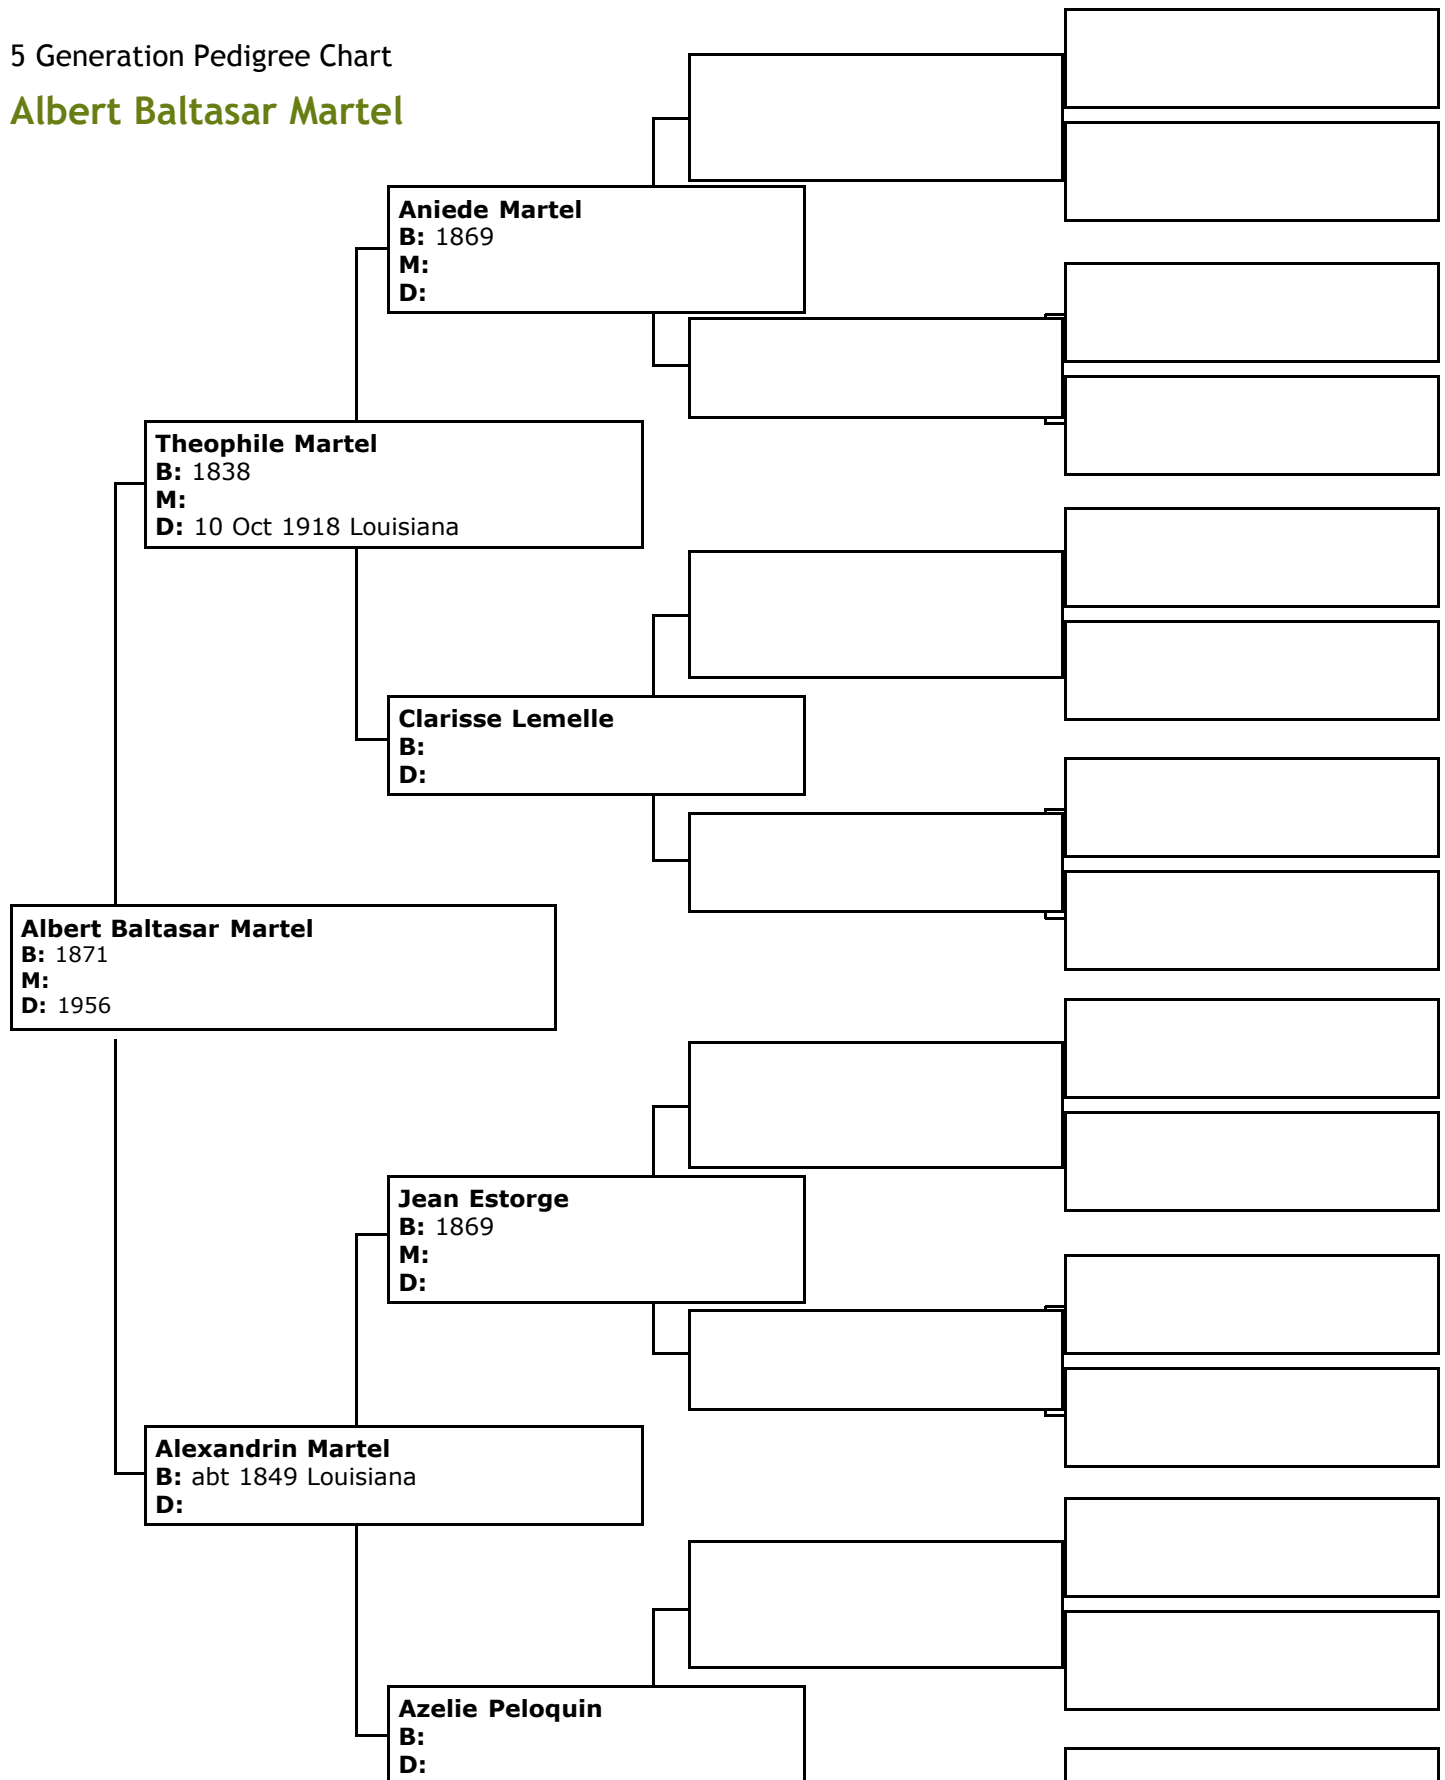 5 Generation Pedigree Chart
Albert Baltasar Martel
Aniede Martel
B: 1869
M:
D:
Theophile Martel
B: 1838
M:
D: 10 Oct 1918 Louisiana
Clarisse Lemelle
B:
D:
Albert Baltasar Martel
B: 1871
M:
D: 1956
Jean Estorge
B: 1869
M:
D:
Alexandrin Martel
B: abt 1849 Louisiana
D:
Azelie Peloquin
B:
D: